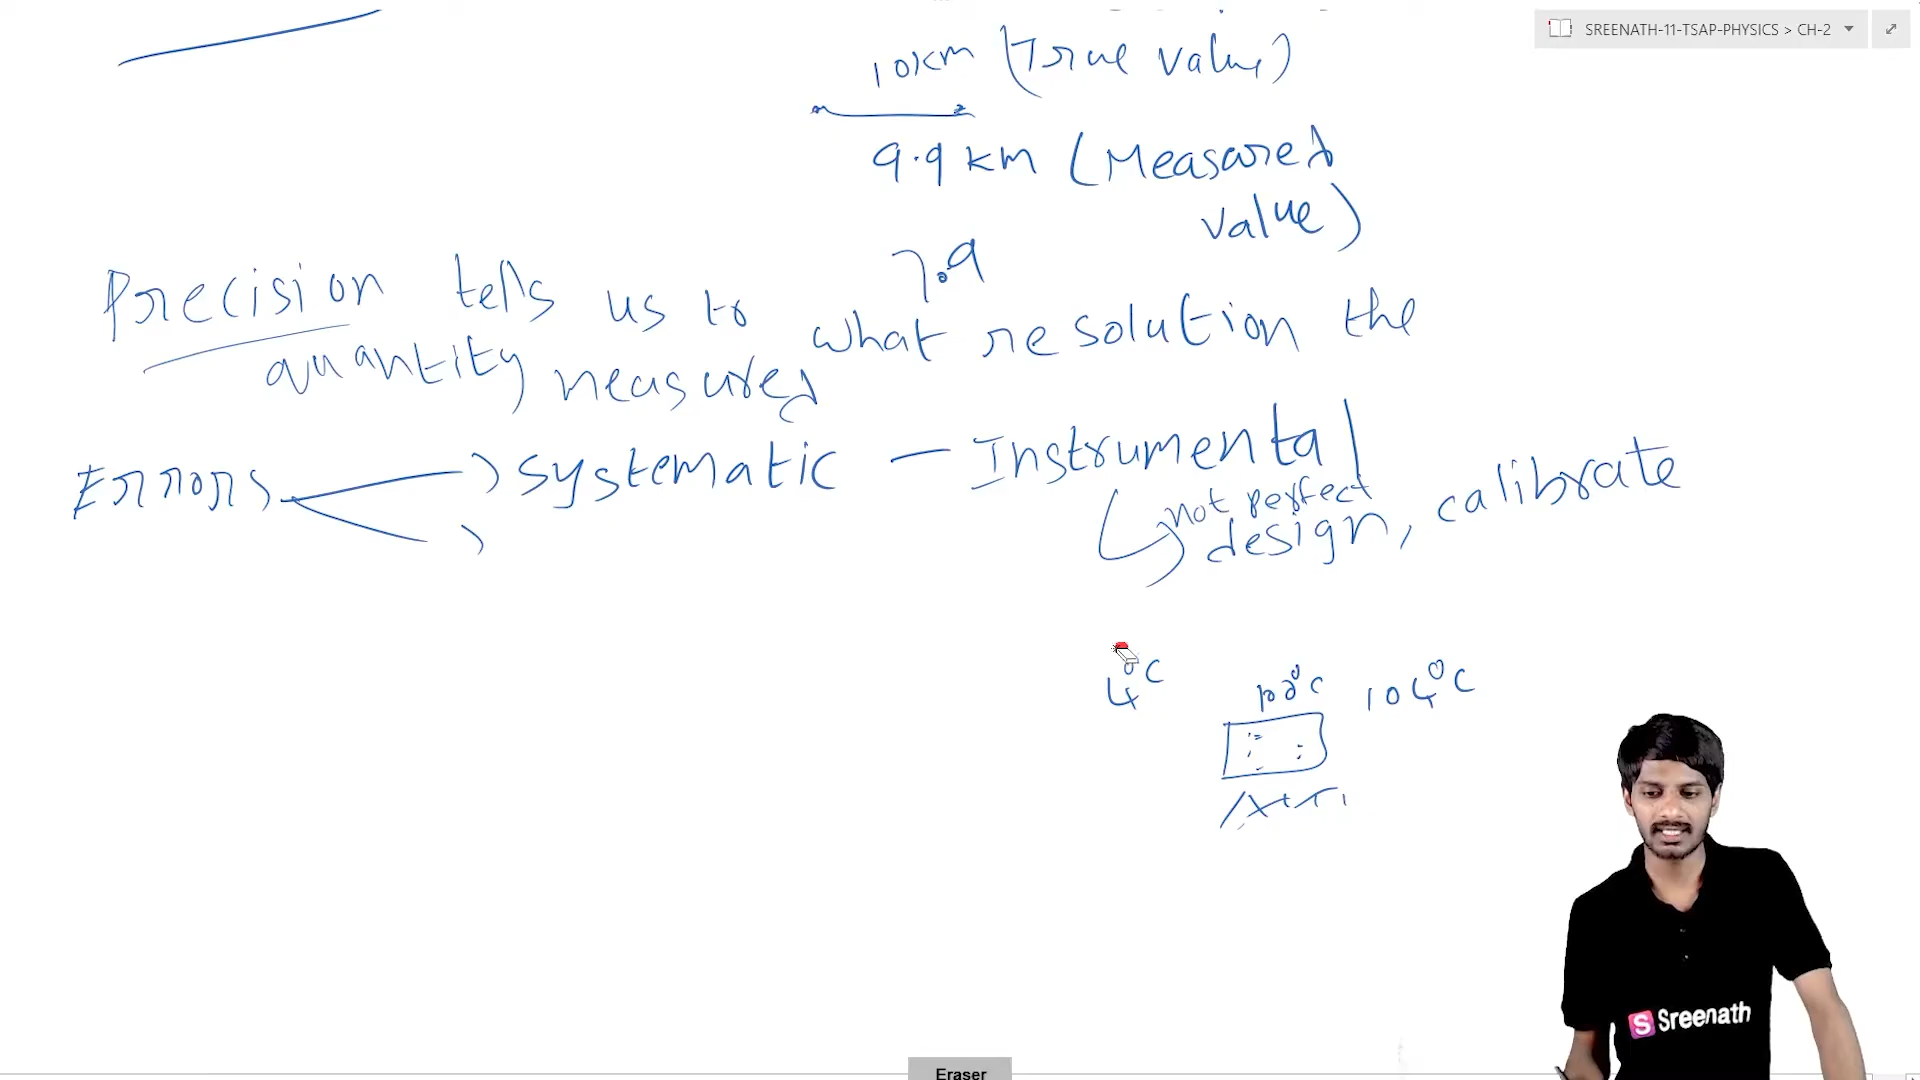 SREENATH-11-TSAP-PHYSICS > CH-2
10km (True value)
9.9 km (Measured
value)
7.9
Precision tells us to what resolution the
quantity measured
Errors systematic — Instrumental
not perfect
design, calibrate
4°C 100°C 104°C
S Sreenath
Eraser